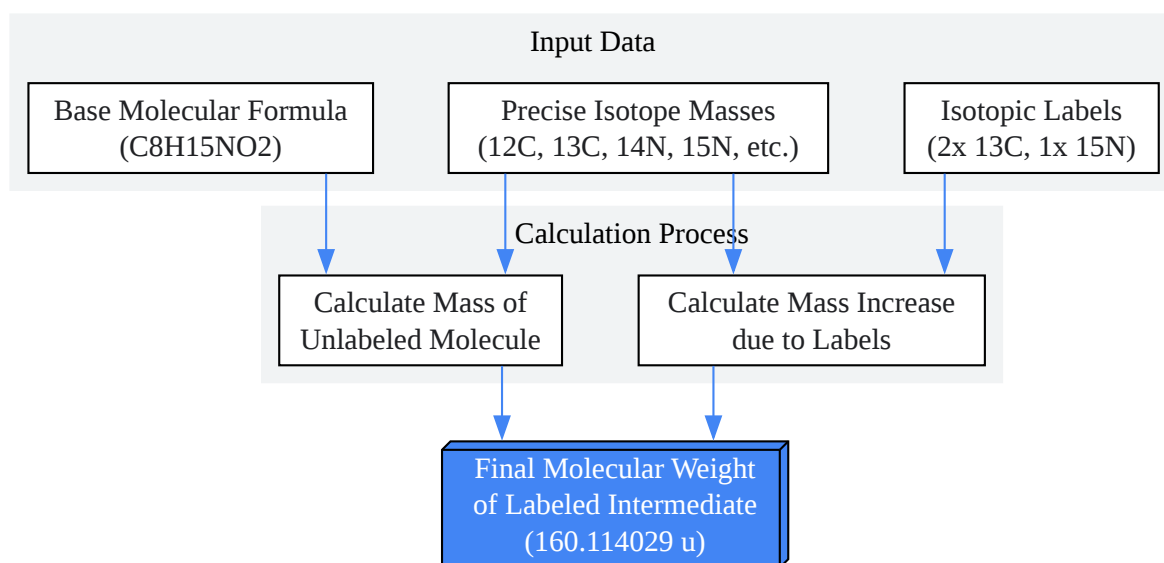 Input Data
Base Molecular Formula
(C8H15NO2)
Precise Isotope Masses
(12C, 13C, 14N, 15N, etc.)
Isotopic Labels
(2x 13C, 1x 15N)
Calculation Process
Calculate Mass of
Unlabeled Molecule
Calculate Mass Increase
due to Labels
Final Molecular Weight
of Labeled Intermediate
(160.114029 u)